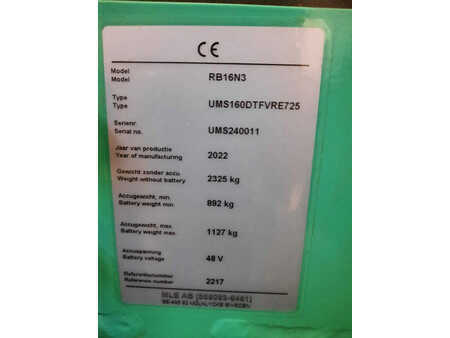 CE
Model
Model RB16N3
Type
Type UMS160DTFVRE725
Serienr.
Serial no. UMS240011
Jaar van productie
Year of manufacturing 2022
Gewicht zonder accu
Weight without battery 2325 kg
Accugewicht, min
Battery weight min 892 kg
Accugewicht, max
Battery weight max 1127 kg
Accuspanning
Battery voltage 48 V
Referentienummer
Reference number 2217
MLE AB